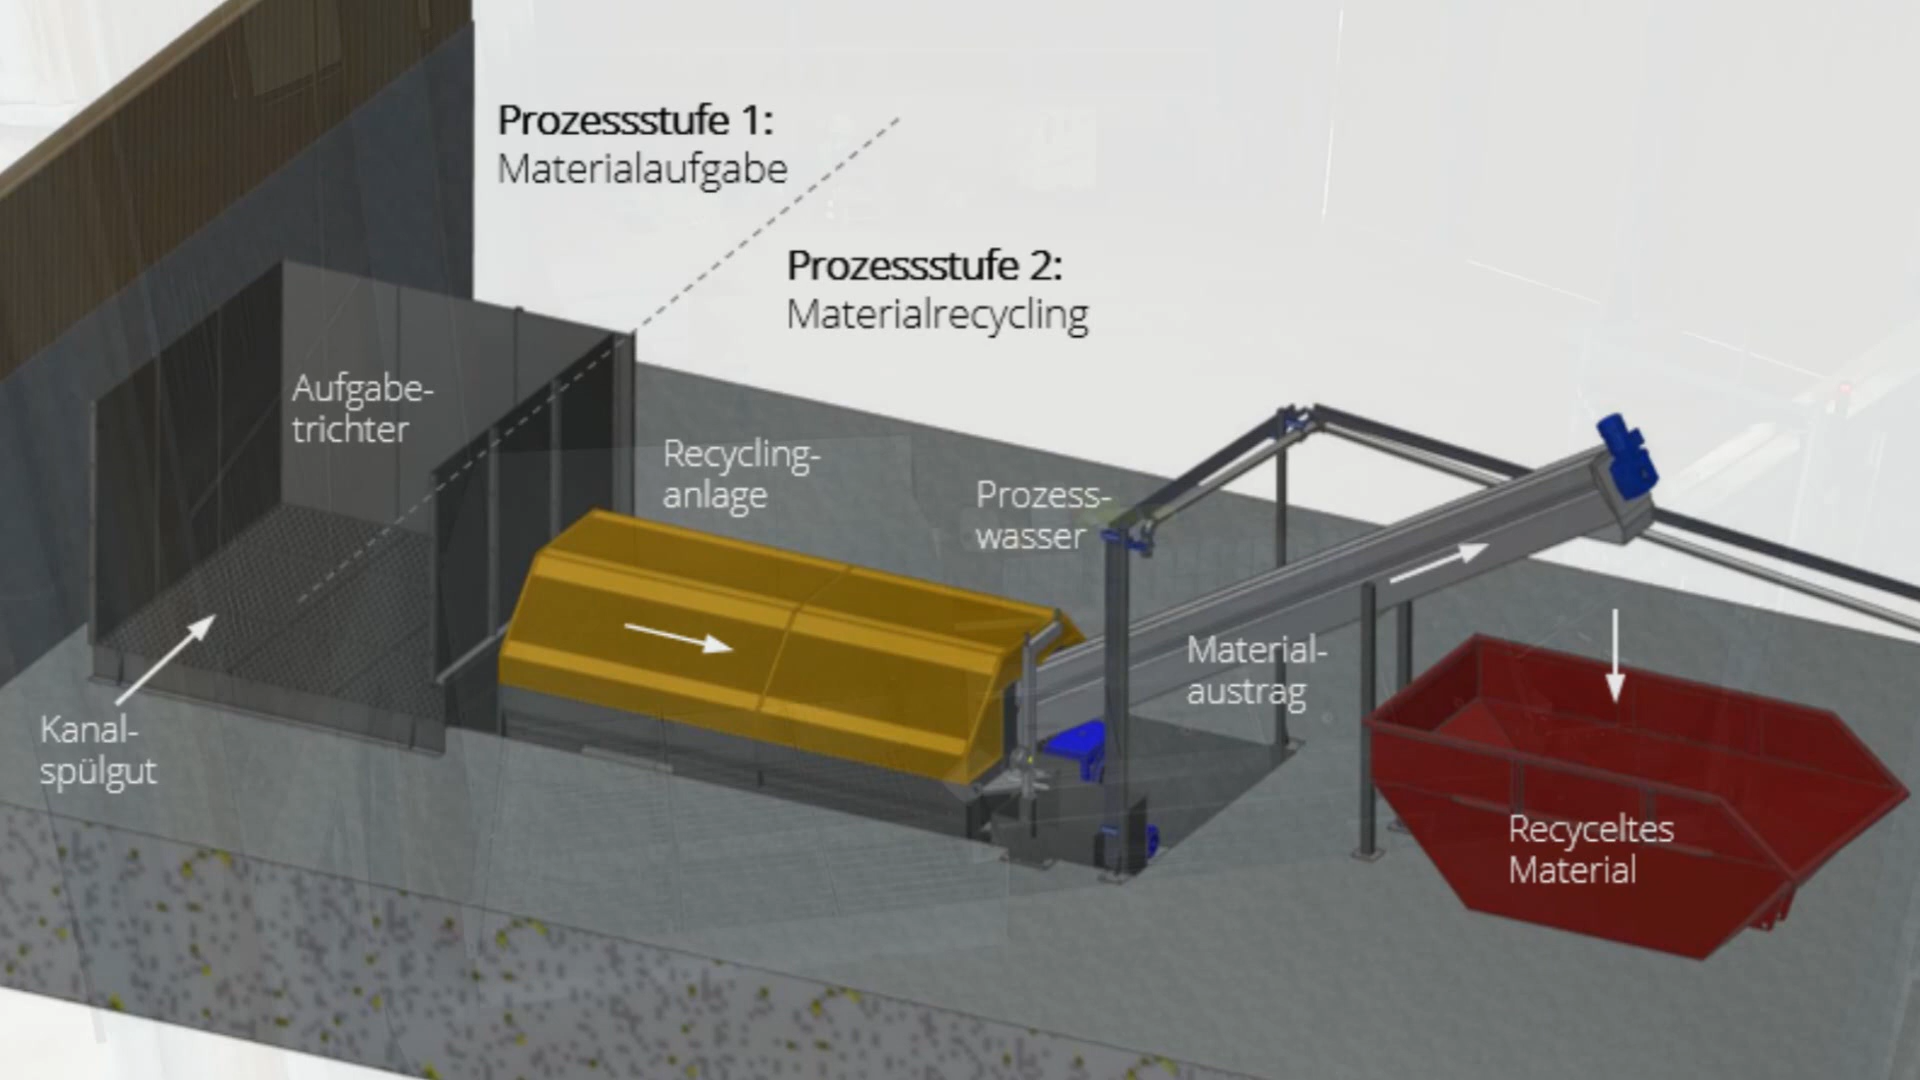 Prozessstufe 1:
Materialaufgabe
Prozessstufe 2:
Materialrecycling
Aufgabe-
trichter
Recycling-
anlage
Prozess-
wasser
Material-
austrag
Kanal-
spülgut
Recyceltes
Material